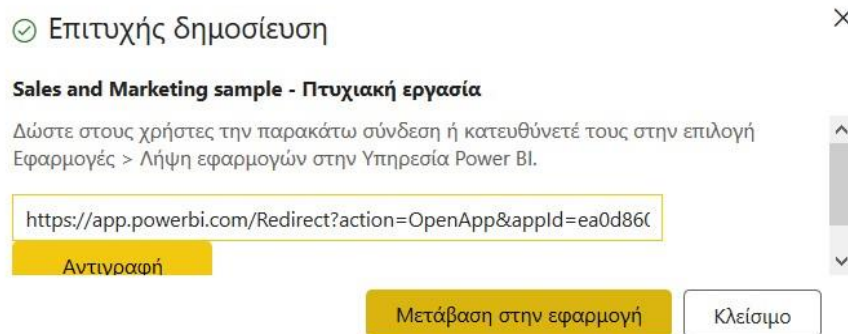 Επιτυχής δημοσίευση
Sales and Marketing sample - Πτυχιακή εργασία
Δώστε στους χρήστες την παρακάτω σύνδεση ή κατευθύνετέ τους στην επιλογή
Εφαρμογές > Λήψη εφαρμογών στην Υπηρεσία Power BI.
https://app.powerbi.com/Redirect?action=OpenApp&appId=ea0d860
Αντιγραφή
Μετάβαση στην εφαρμογή
Κλείσιμο